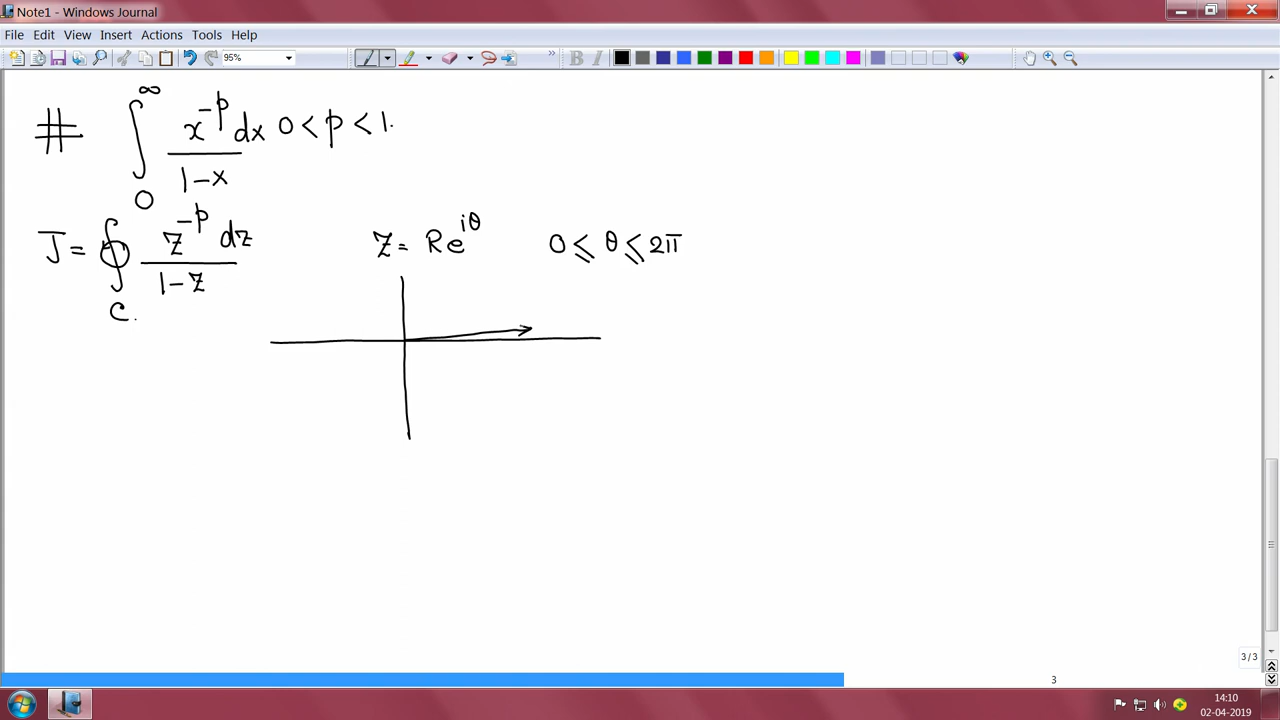 Note1 - Windows Journal
File Edit View Insert Actions Tools Help
95%
# ∫₀^∞ x^{-p} dx / (1-x) 0 < p < 1.
J = ∮_C. z^{-p} dz / (1-z) z = Re^{iθ} 0 ≤ θ ≤ 2π
3/3
3
14:10
02-04-2019